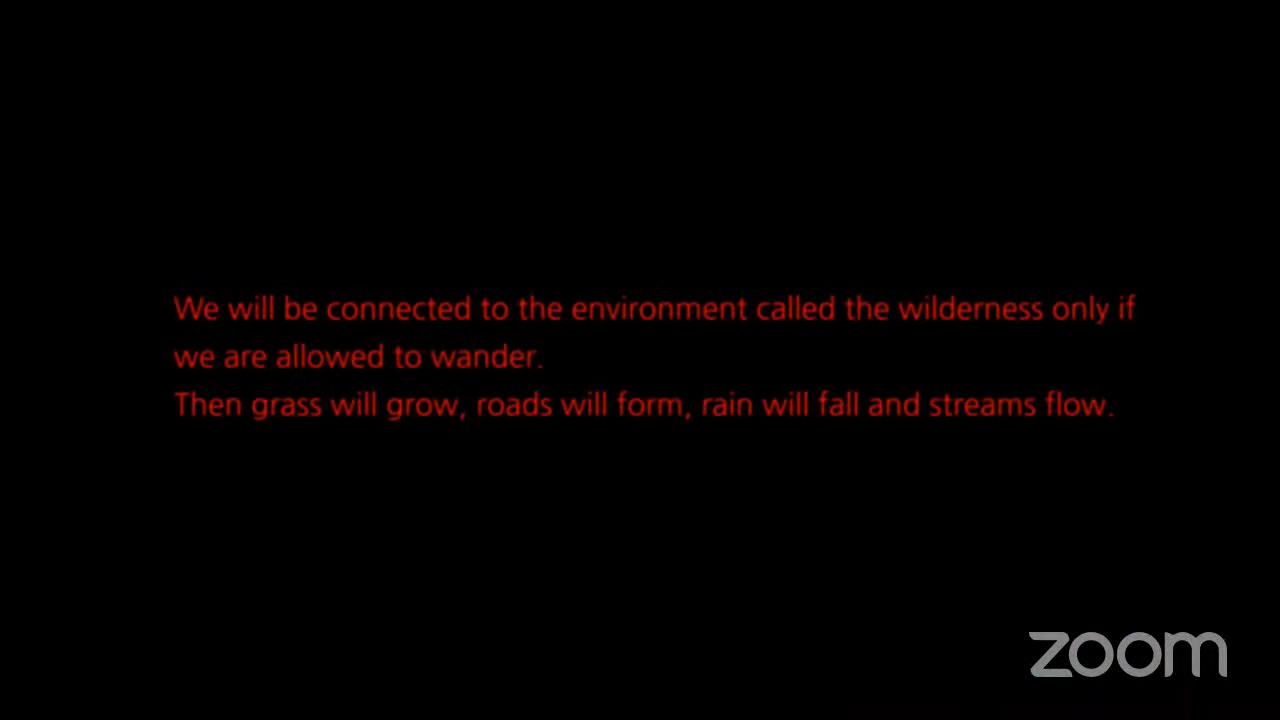 We will be connected to the environment called the wilderness only if
we are allowed to wander.
Then grass will grow, roads will form, rain will fall and streams flow.
zoom